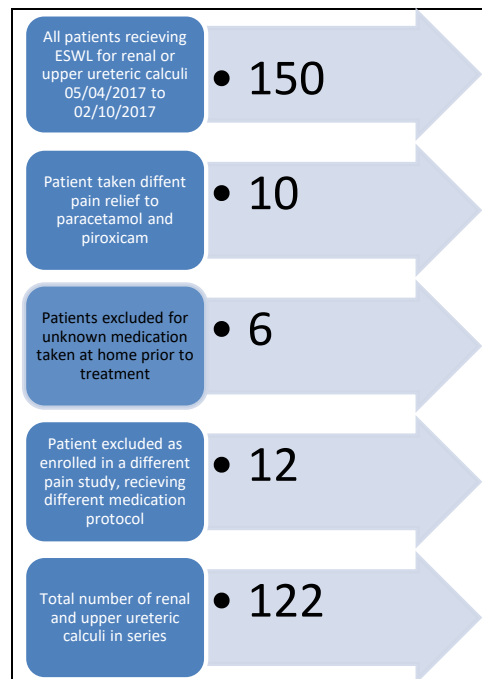 All patients recieving
ESWL for renal or
upper ureteric calculi
05/04/2017 to
02/10/2017
• 150
Patient taken diffent
pain relief to
paracetamol and
piroxicam
• 10
Patients excluded for
unknown medication
taken at home prior to
treatment
• 6
Patient excluded as
enrolled in a different
pain study, recieving
different medication
protocol
• 12
Total number of renal
and upper ureteric
calculi in series
• 122